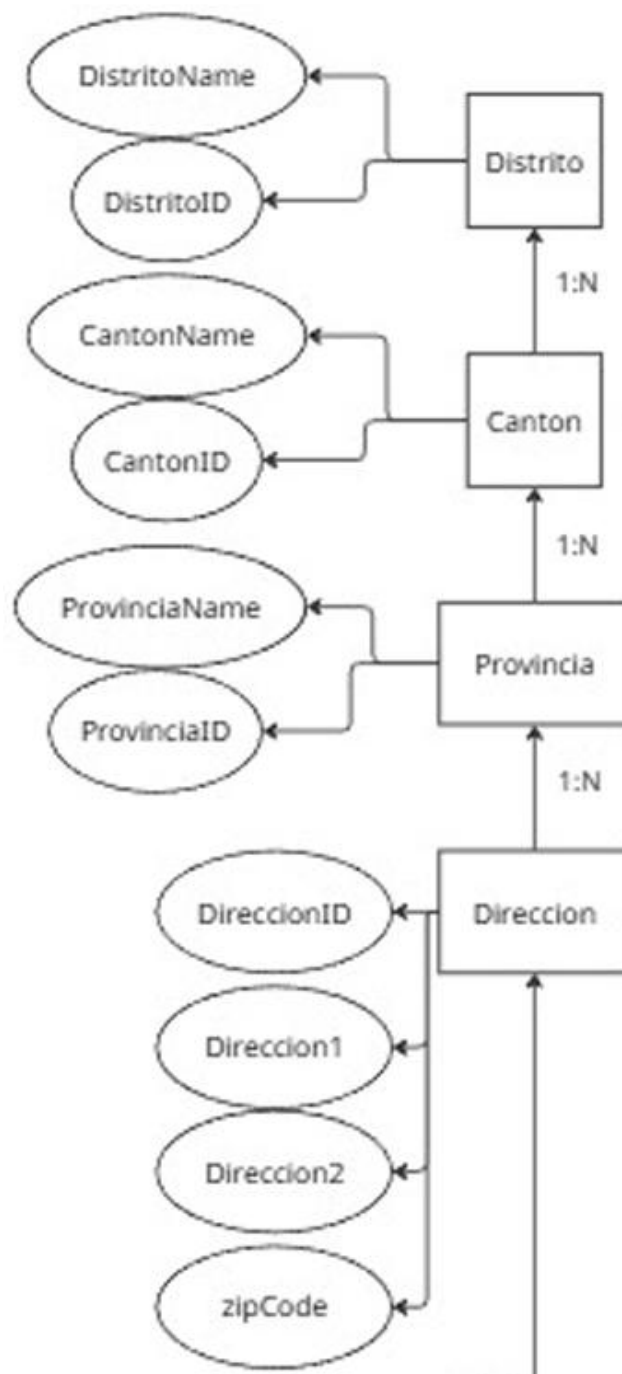 DistritoName
Distrito
DistritoID
1:N
CantonName
Canton
CantonID
1:N
ProvinciaName
Provincia
ProvinciaID
1:N
DireccionID
Direccion
Direccion1
Direccion2
zipCode